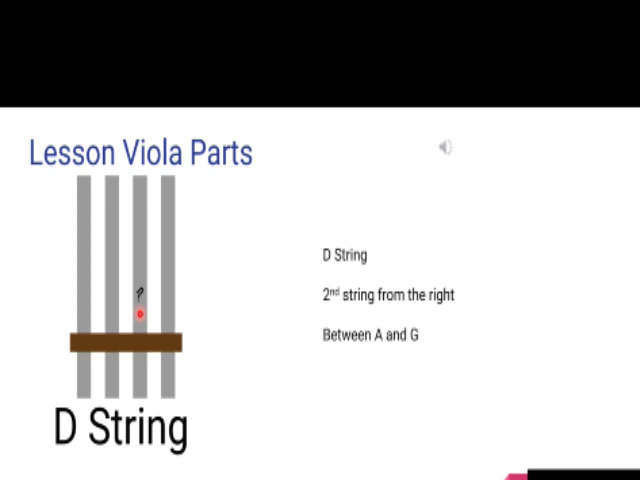 Lesson Viola Parts
?
D String
2nd string from the right
Between A and G
D String